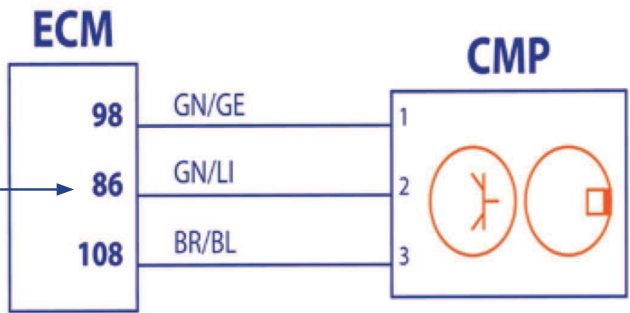 ECM
CMP
98 GN/GE 1
86 GN/LI 2
108 BR/BL 3